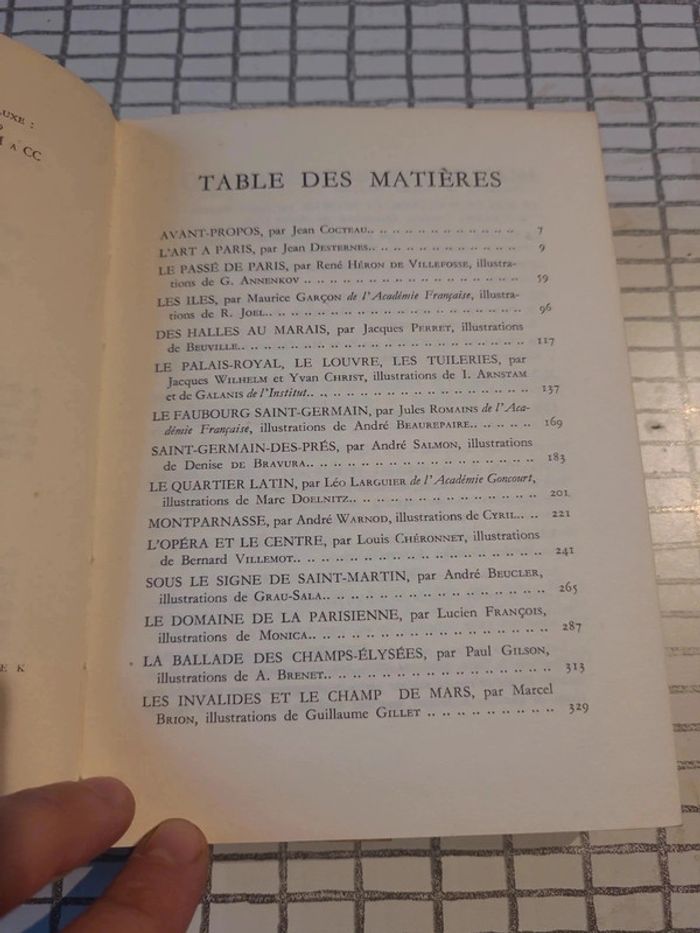 LUXE :
M A CC
E K
TABLE DES MATIÈRES
AVANT-PROPOS, par Jean Cocteau.. .. .. .. .. .. .. .. .. .. .. 7
L'ART A PARIS, par Jean Desternes.. .. .. .. .. .. .. .. .. .. .. 9
LE PASSÉ DE PARIS, par René Héron de Villefosse, illustra-
tions de G. Annenkov .. .. .. .. .. .. .. .. .. .. .. .. .. .. .. .. 59
LES ILES, par Maurice Garçon de l'Académie Française, illustra-
tions de R. Joel.. .. .. .. .. .. .. .. .. .. .. .. .. .. .. .. .. .. 96
DES HALLES AU MARAIS, par Jacques Perret, illustrations
de Beuville.. .. .. .. .. .. .. .. .. .. .. .. .. .. .. .. .. .. .. .. 117
LE PALAIS-ROYAL, LE LOUVRE, LES TUILERIES, par
Jacques Wilhelm et Yvan Christ, illustrations de I. Arnstam
et de Galanis de l'Institut.. .. .. .. .. .. .. .. .. .. .. .. .. .. .. 137
LE FAUBOURG SAINT-GERMAIN, par Jules Romains de l'Aca-
démie Française, illustrations de André Beaurepaire.. .. .. .. .. 169
SAINT-GERMAIN-DES-PRÉS, par André Salmon, illustrations
de Denise de Bravura.. .. .. .. .. .. .. .. .. .. .. .. .. .. .. .. 183
LE QUARTIER LATIN, par Léo Larguier de l'Académie Goncourt,
illustrations de Marc Doelnitz.. .. .. .. .. .. .. .. .. .. .. .. .. 201
MONTPARNASSE, par André Warnod, illustrations de Cyril.. .. 221
L'OPÉRA ET LE CENTRE, par Louis Chéronnet, illustrations
de Bernard Villemot.. .. .. .. .. .. .. .. .. .. .. .. .. .. .. .. .. 241
SOUS LE SIGNE DE SAINT-MARTIN, par André Beucler,
illustrations de Grau-Sala.. .. .. .. .. .. .. .. .. .. .. .. .. .. .. 265
LE DOMAINE DE LA PARISIENNE, par Lucien François,
illustrations de Monica.. .. .. .. .. .. .. .. .. .. .. .. .. .. .. .. 287
LA BALLADE DES CHAMPS-ÉLYSÉES, par Paul Gilson,
illustrations de A. Brenet.. .. .. .. .. .. .. .. .. .. .. .. .. .. .. 313
LES INVALIDES ET LE CHAMP DE MARS, par Marcel
Brion, illustrations de Guillaume Gillet .. .. .. .. .. .. .. .. .. 329